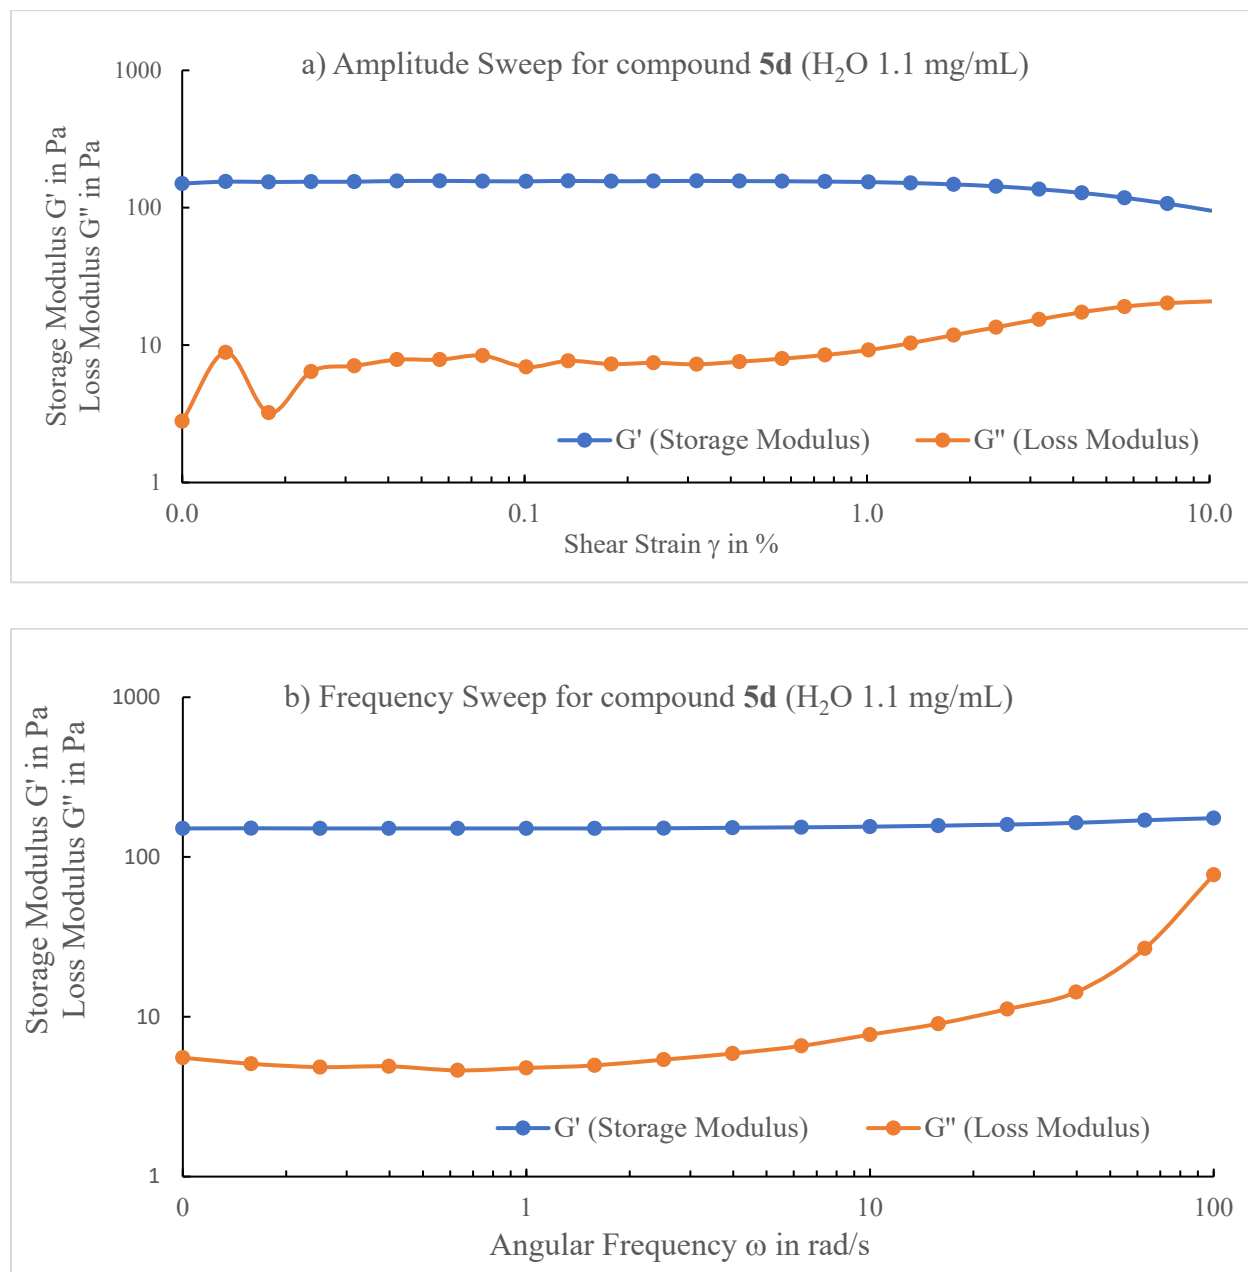 a) Amplitude Sweep for compound 5d (H₂O 1.1 mg/mL)
Storage Modulus G' in Pa
Loss Modulus G" in Pa
1000
100
10
1
G' (Storage Modulus)
G" (Loss Modulus)
0.0
0.1
1.0
10.0
Shear Strain γ in %
b) Frequency Sweep for compound 5d (H₂O 1.1 mg/mL)
Storage Modulus G' in Pa
Loss Modulus G" in Pa
1000
100
10
1
G' (Storage Modulus)
G" (Loss Modulus)
0
1
10
100
Angular Frequency ω in rad/s